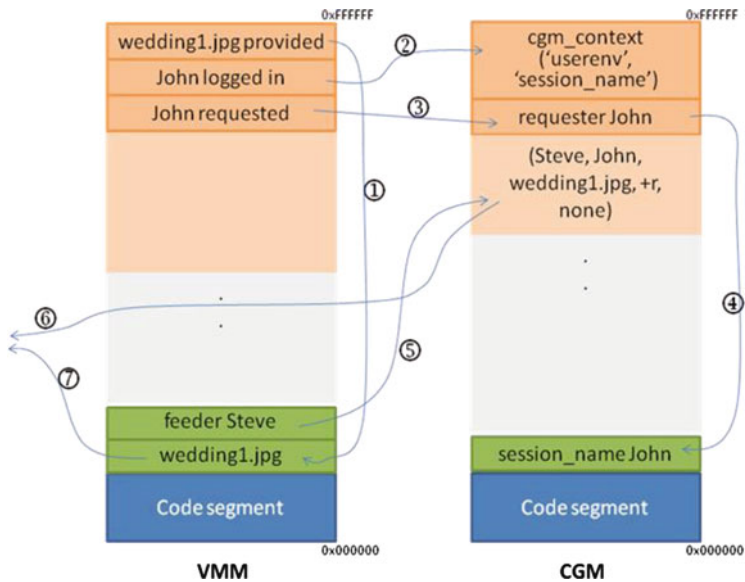 0xFFFFFF
wedding1.jpg provided
John logged in
John requested
①
⑥
⑦
⑤
feeder Steve
wedding1.jpg
Code segment
0x000000
VMM
②
③
0xFFFFFF
cgm_context
(‘userenv’,
‘session_name’)
requester John
(Steve, John,
wedding1.jpg, +r,
none)
④
session_name John
Code segment
0x000000
CGM